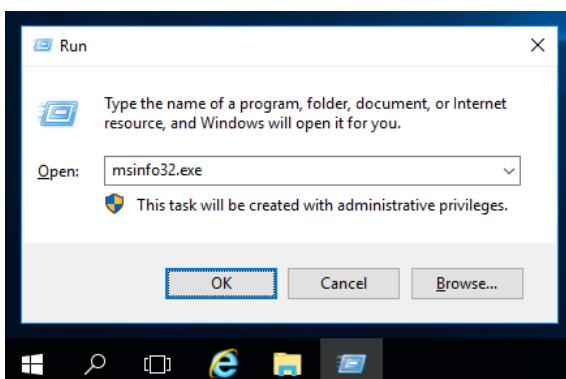 Run
Type the name of a program, folder, document, or Internet
resource, and Windows will open it for you.
Open: msinfo32.exe
This task will be created with administrative privileges.
OK Cancel Browse...